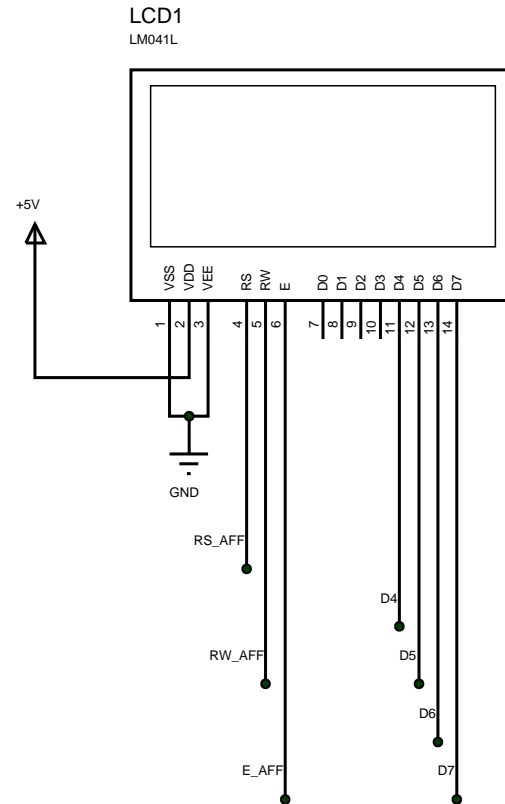 LCD1
LM041L
+5V
VSS
VDD
VEE
RS
RW
E
D0
D1
D2
D3
D4
D5
D6
D7
1
2
3
4
5
6
7
8
9
10
11
12
13
14
GND
RS_AFF
D4
RW_AFF
D5
D6
E_AFF
D7